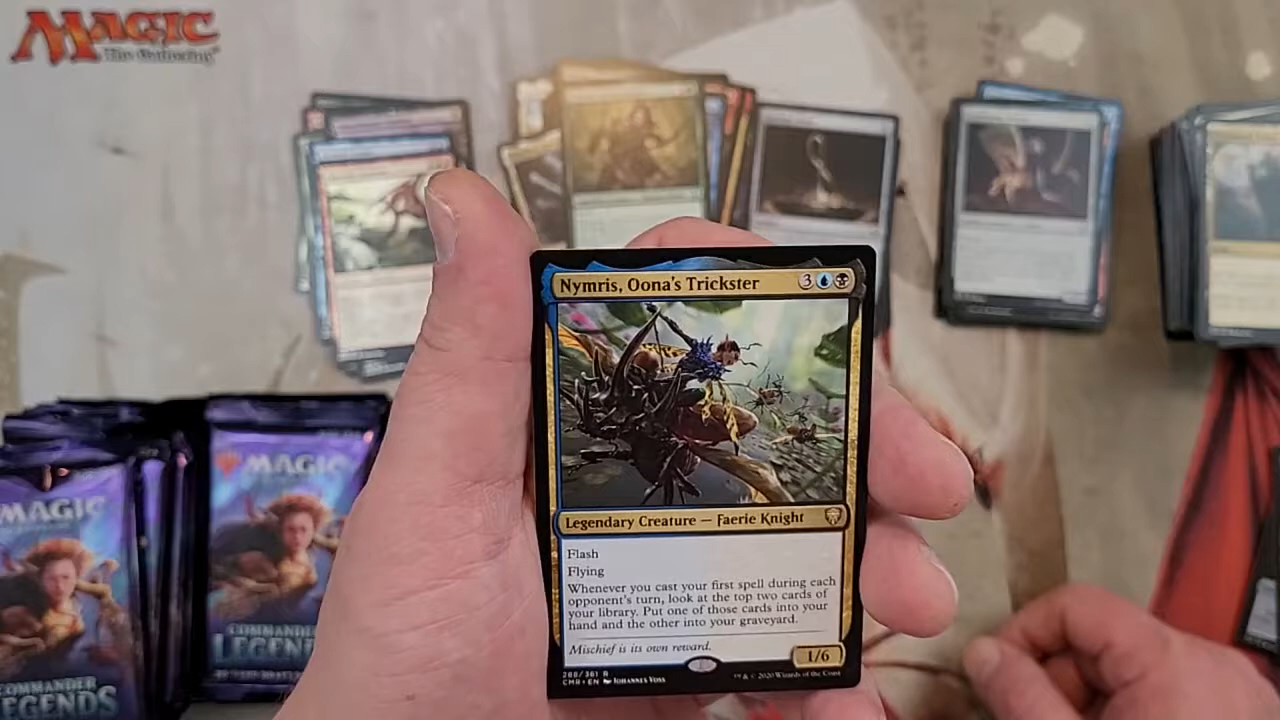 MAGIC
The Gathering
Nymris, Oona's Trickster
3
Legendary Creature — Faerie Knight
Flash
Flying
Whenever you cast your first spell during each
opponent's turn, look at the top two cards of
your library. Put one of those cards into your
hand and the other into your graveyard.
Mischief is its own reward.
1/6
288/361 R
CMR • EN Johannes Voss
™ & © 2020 Wizards of the Coast
MAGIC
COMMANDER
LEGENDS
MAGIC
COMMANDER
LEGEN